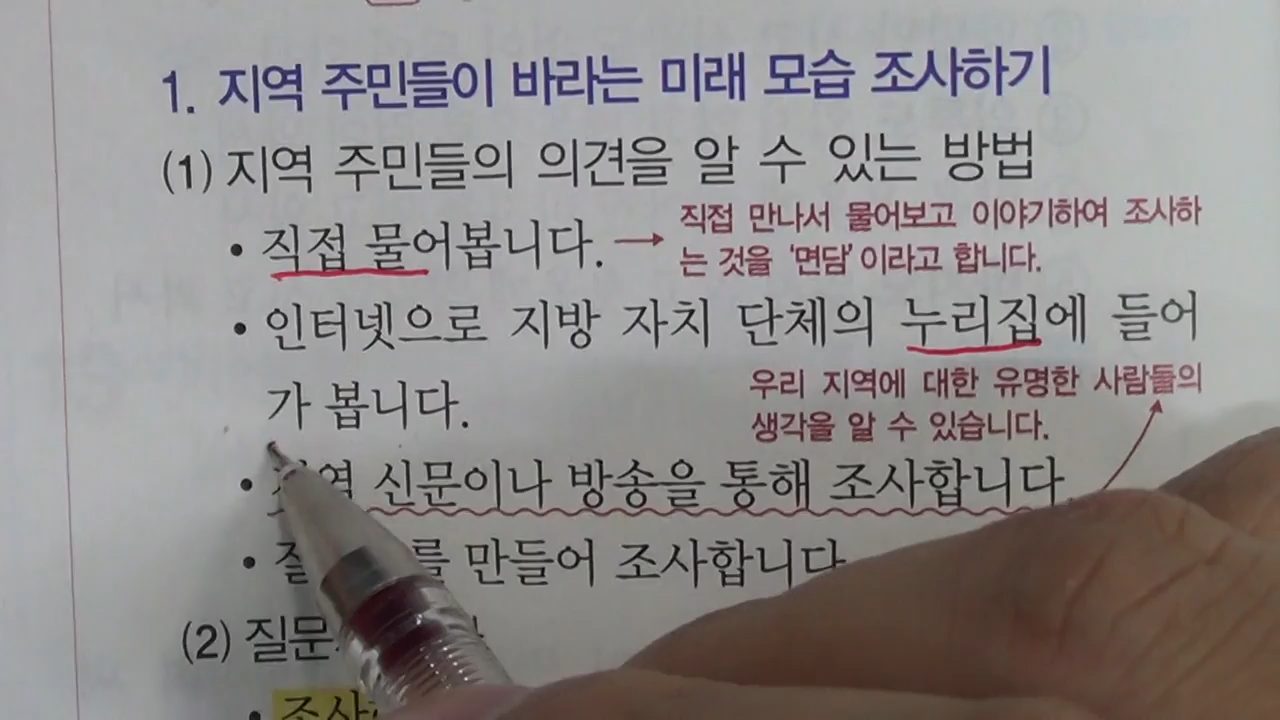 1. 지역 주민들이 바라는 미래 모습 조사하기
(1) 지역 주민들의 의견을 알 수 있는 방법
• 직접 물어봅니다. → 직접 만나서 물어보고 이야기하여 조사하
는 것을 '면담'이라고 합니다.
• 인터넷으로 지방 자치 단체의 누리집에 들어
우리 지역에 대한 유명한 사람들의
가 봅니다.
생각을 알 수 있습니다.
• 신문이나 방송을 통해 조사합니다.
• 를 만들어 조사합니다
(2) 질문
• 조사